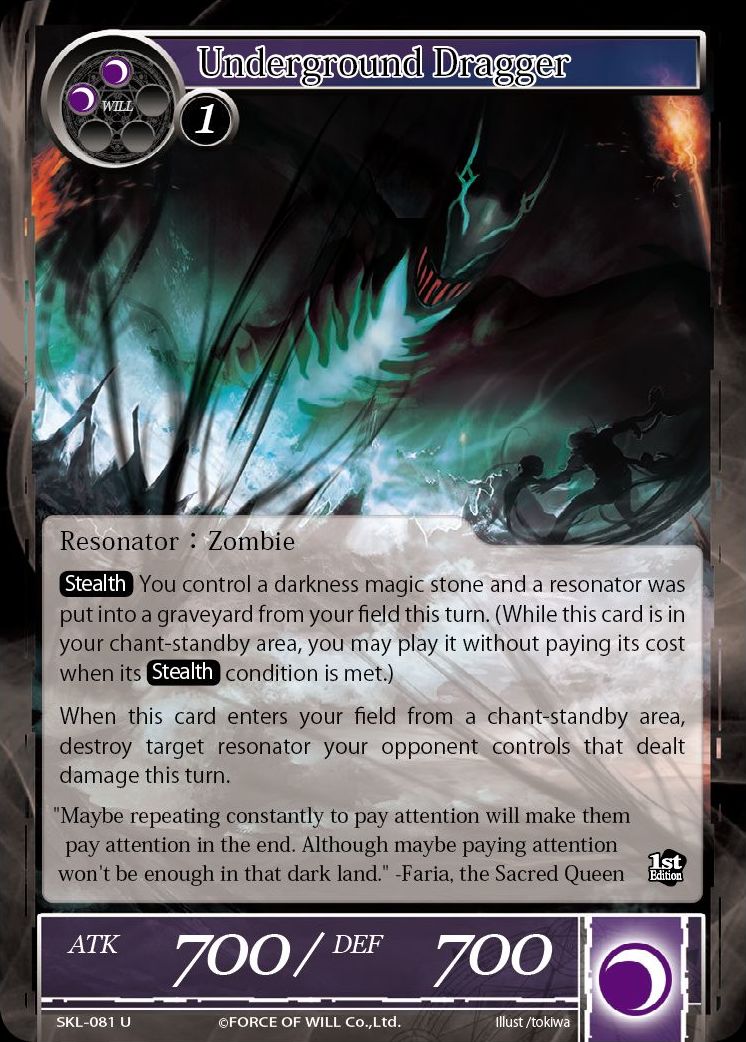 Underground Dragger
WILL
1
Resonator : Zombie
Stealth You control a darkness magic stone and a resonator was
put into a graveyard from your field this turn. (While this card is in
your chant-standby area, you may play it without paying its cost
when its Stealth condition is met.)
When this card enters your field from a chant-standby area,
destroy target resonator your opponent controls that dealt
damage this turn.
"Maybe repeating constantly to pay attention will make them
pay attention in the end. Although maybe paying attention
won't be enough in that dark land." -Faria, the Sacred Queen
1st
Edition
ATK 700 / DEF 700
SKL-081 U ©FORCE OF WILL Co.,Ltd. Illust /tokiwa